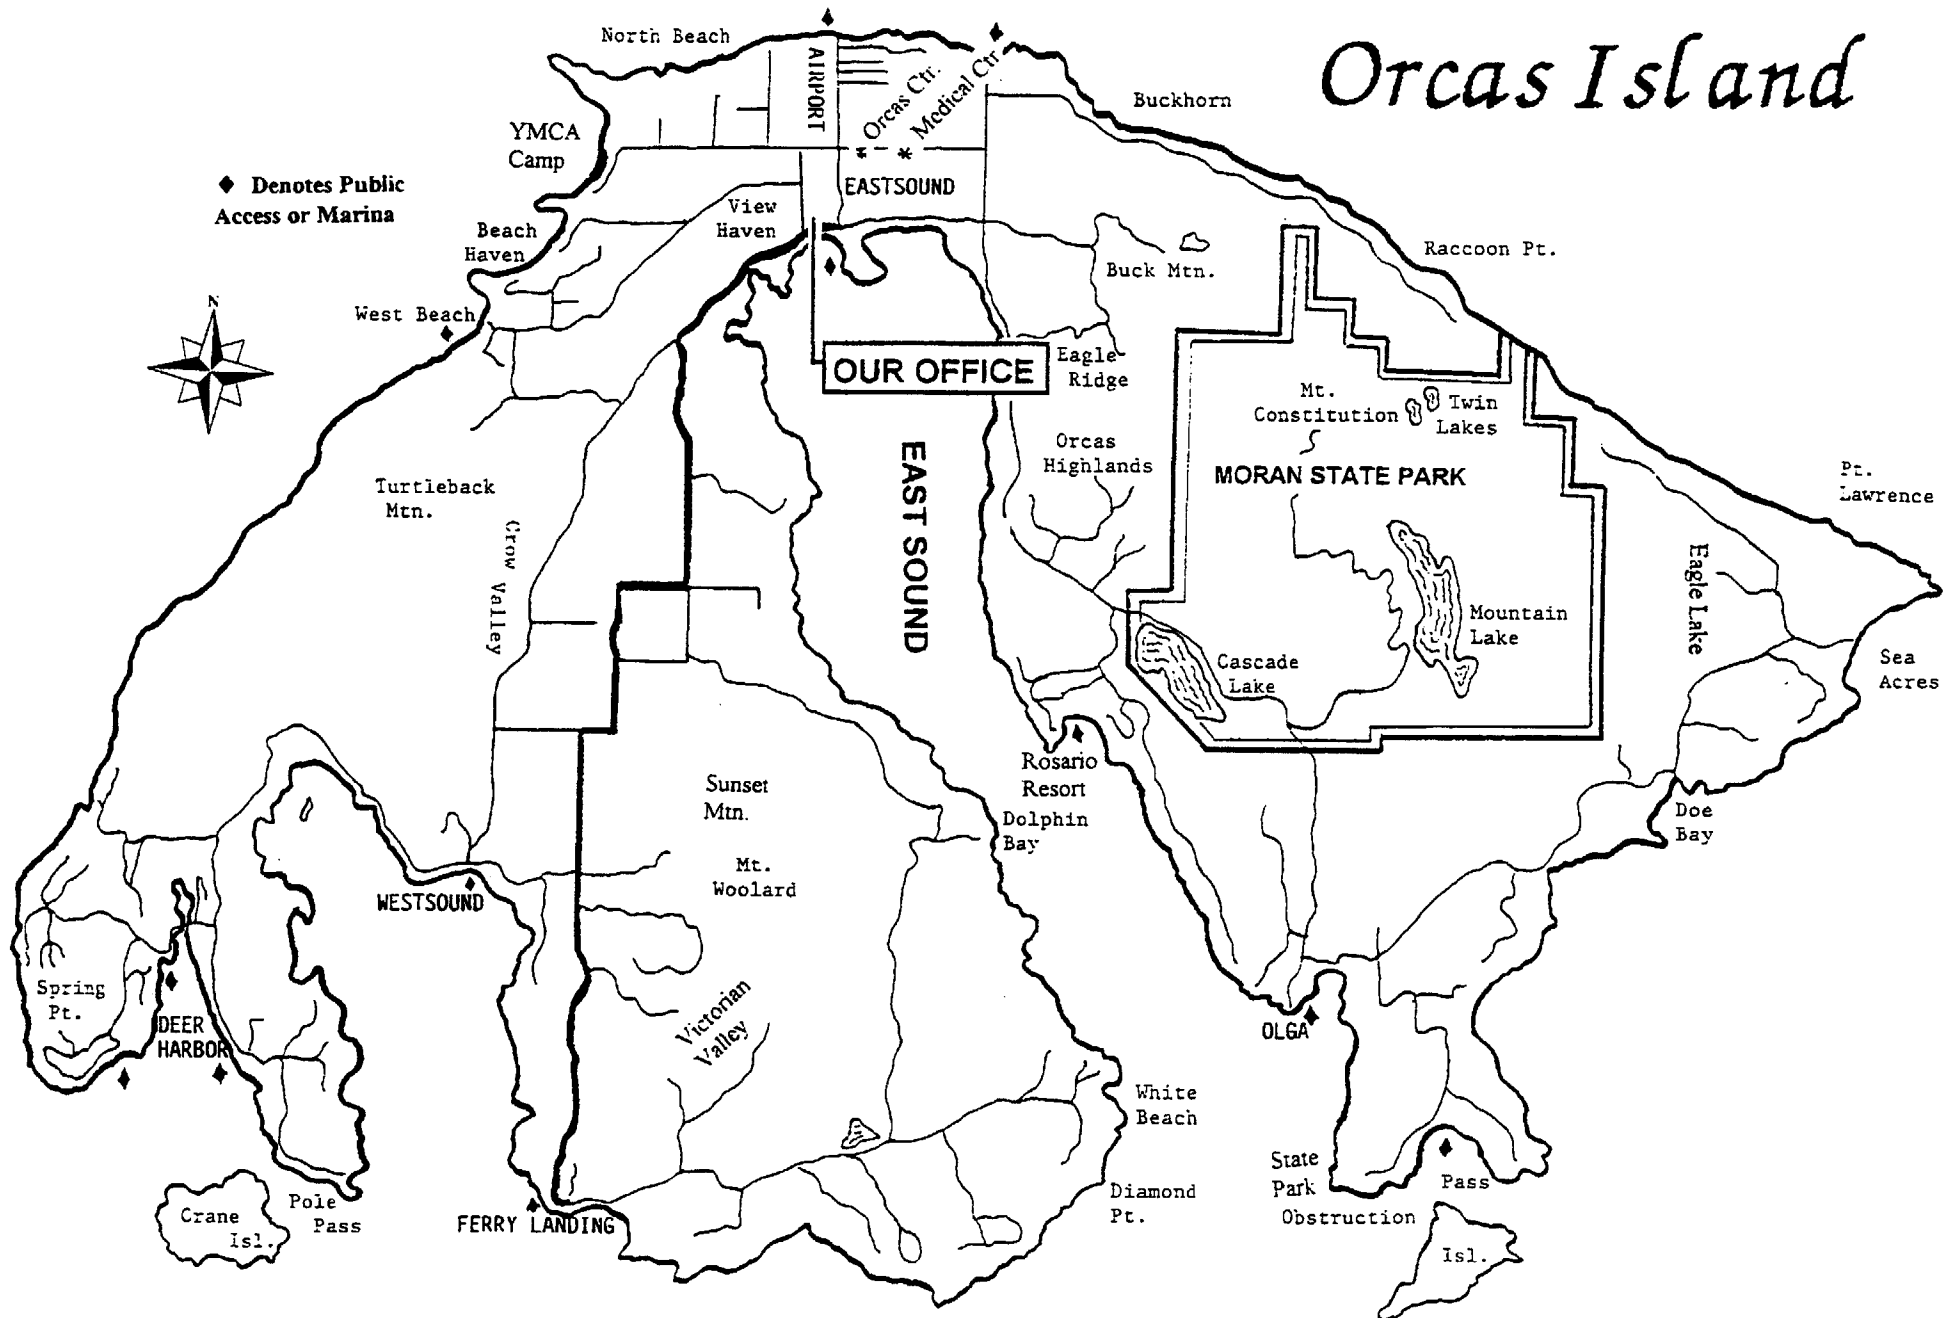 Orcas Island
North Beach
AIRPORT
Orcas Ctr.
Medical Ctr.
Buckhorn
YMCA
Camp
♦ Denotes Public
Access or Marina
EASTSOUND
View
Haven
Beach
Haven
Raccoon Pt.
Buck Mtn.
N
West Beach
OUR OFFICE
Eagle
Ridge
Mt.
Constitution
Twin
Lakes
Orcas
Highlands
EAST SOUND
MORAN STATE PARK
Pt.
Lawrence
Turtleback
Mtn.
Crow Valley
Eagle Lake
Mountain
Lake
Cascade
Lake
Sea
Acres
Rosario
Resort
Sunset
Mtn.
Dolphin
Bay
Doe
Bay
Mt.
Woolard
WESTSOUND
Spring
Pt.
DEER
HARBOR
Victorian
Valley
OLGA
White
Beach
State
Park
Pass
Obstruction
Isl.
Diamond
Pt.
Pole
Pass
Crane
Isl.
FERRY LANDING